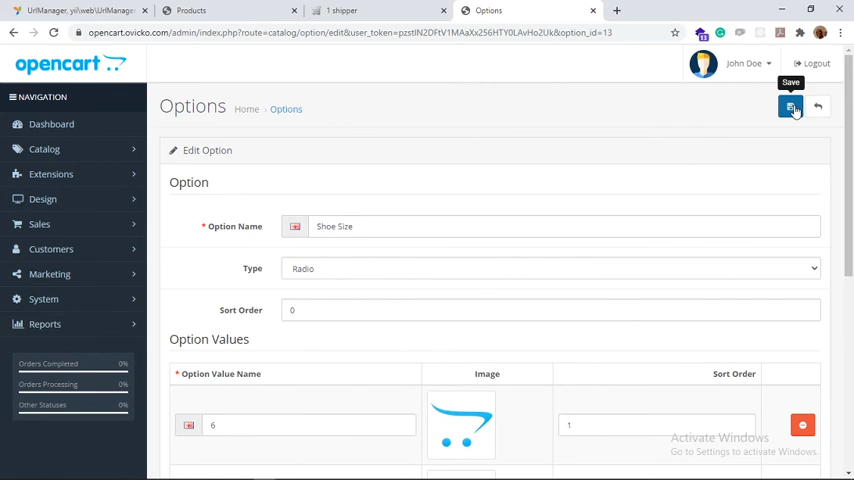 UrlManager, yii\web\UrlManager
Products
1 shipper
Options
opencart.ovicko.com/admin/index.php?route=catalog/option/edit&user_token=pzstIN2DFtV1MAaXx256HTY0LAvHo2Uk&option_id=13
13
opencart
John Doe
Logout
Save
NAVIGATION
Dashboard
Catalog
Extensions
Design
Sales
Customers
Marketing
System
Reports
Orders Completed 0%
Orders Processing 0%
Other Statuses 0%
Options Home › Options
Edit Option
Option
* Option Name Shoe Size
Type Radio
Sort Order 0
Option Values
* Option Value Name Image Sort Order
6 1
Activate Windows
Go to Settings to activate Windows.